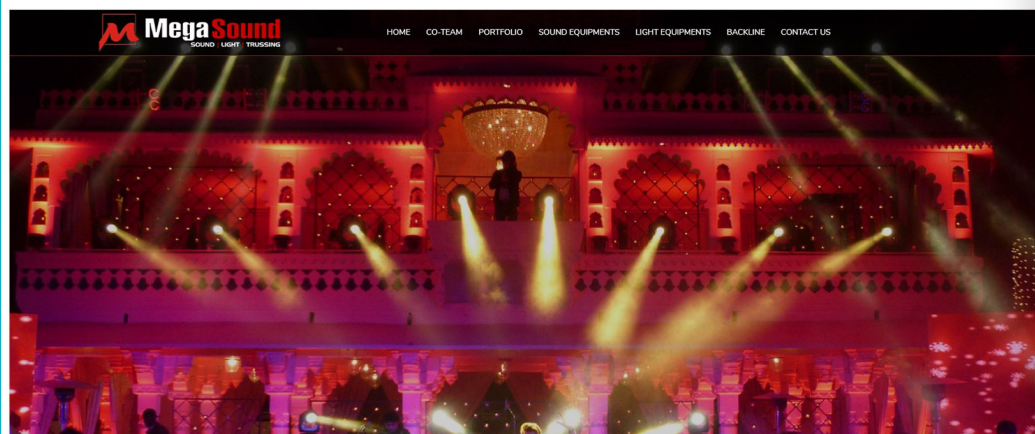 MegaSound
SOUND | LIGHT | TRUSSING
HOME CO-TEAM PORTFOLIO SOUND EQUIPMENTS LIGHT EQUIPMENTS BACKLINE CONTACT US